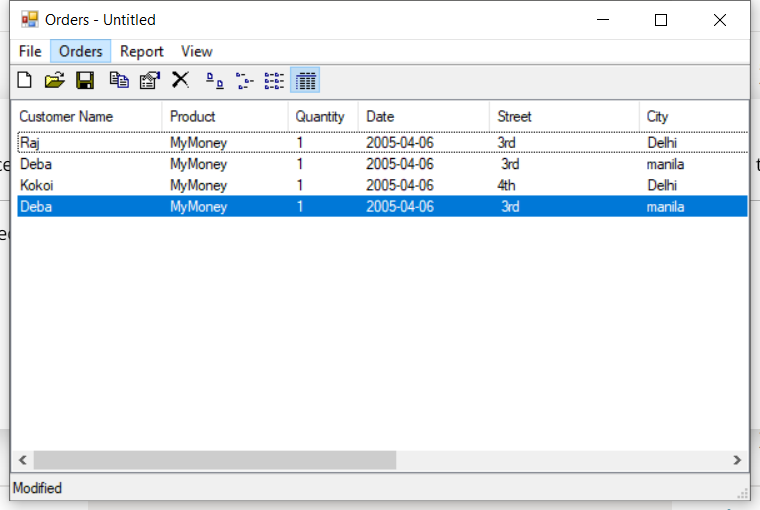 Orders - Untitled
File Orders Report View
Customer Name Product Quantity Date Street City
Raj MyMoney 1 2005-04-06 3rd Delhi
Deba MyMoney 1 2005-04-06 3rd manila
Kokoi MyMoney 1 2005-04-06 4th Delhi
Deba MyMoney 1 2005-04-06 3rd manila
Modified